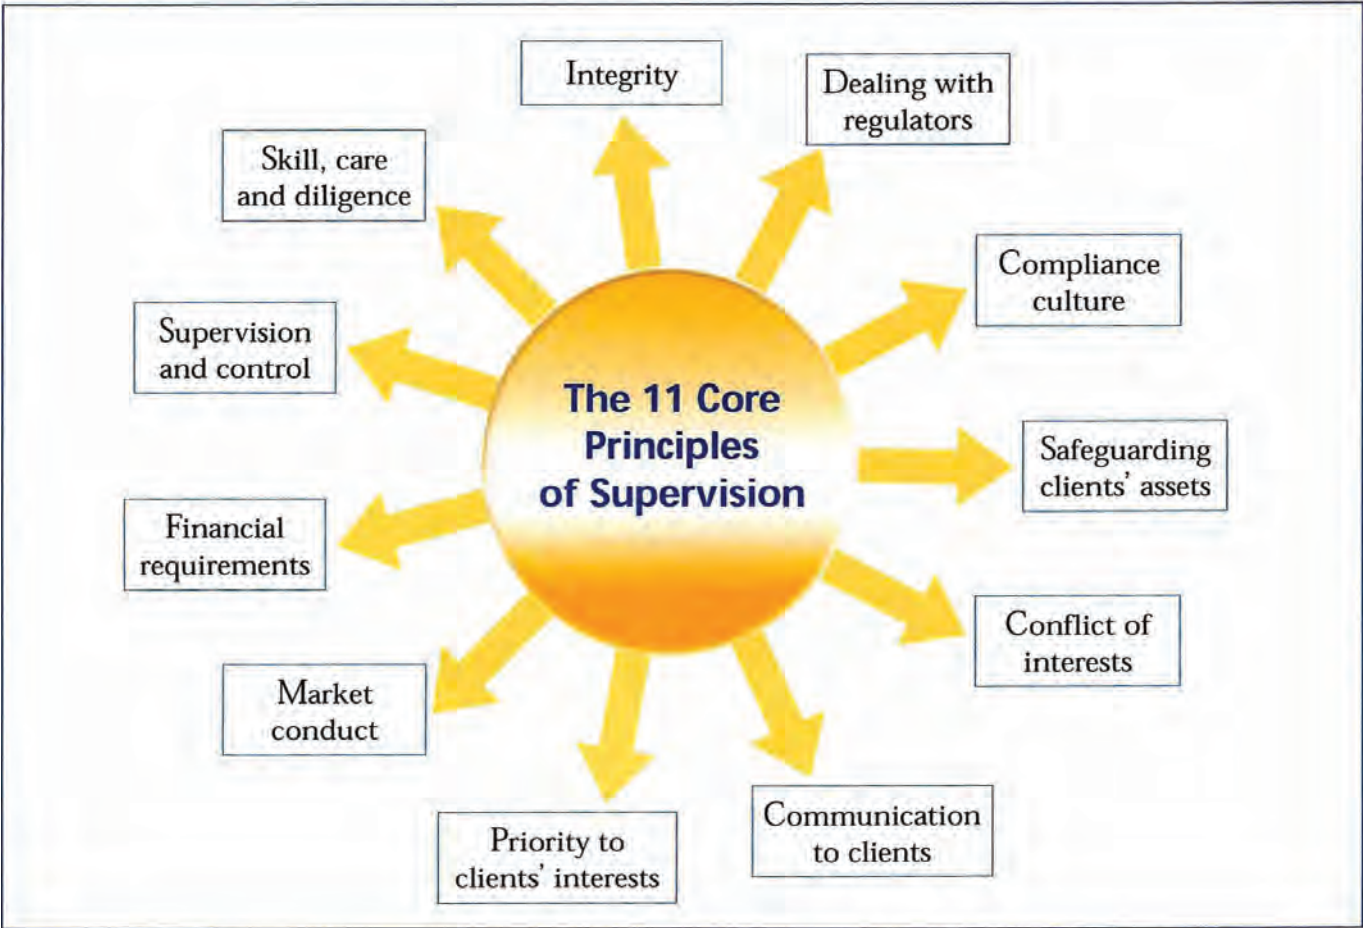 Integrity
Dealing with
regulators
Skill, care
and diligence
Compliance
culture
Supervision
and control
The 11 Core
Principles
of Supervision
Safeguarding
clients' assets
Financial
requirements
Conflict of
interests
Market
conduct
Communication
to clients
Priority to
clients' interests